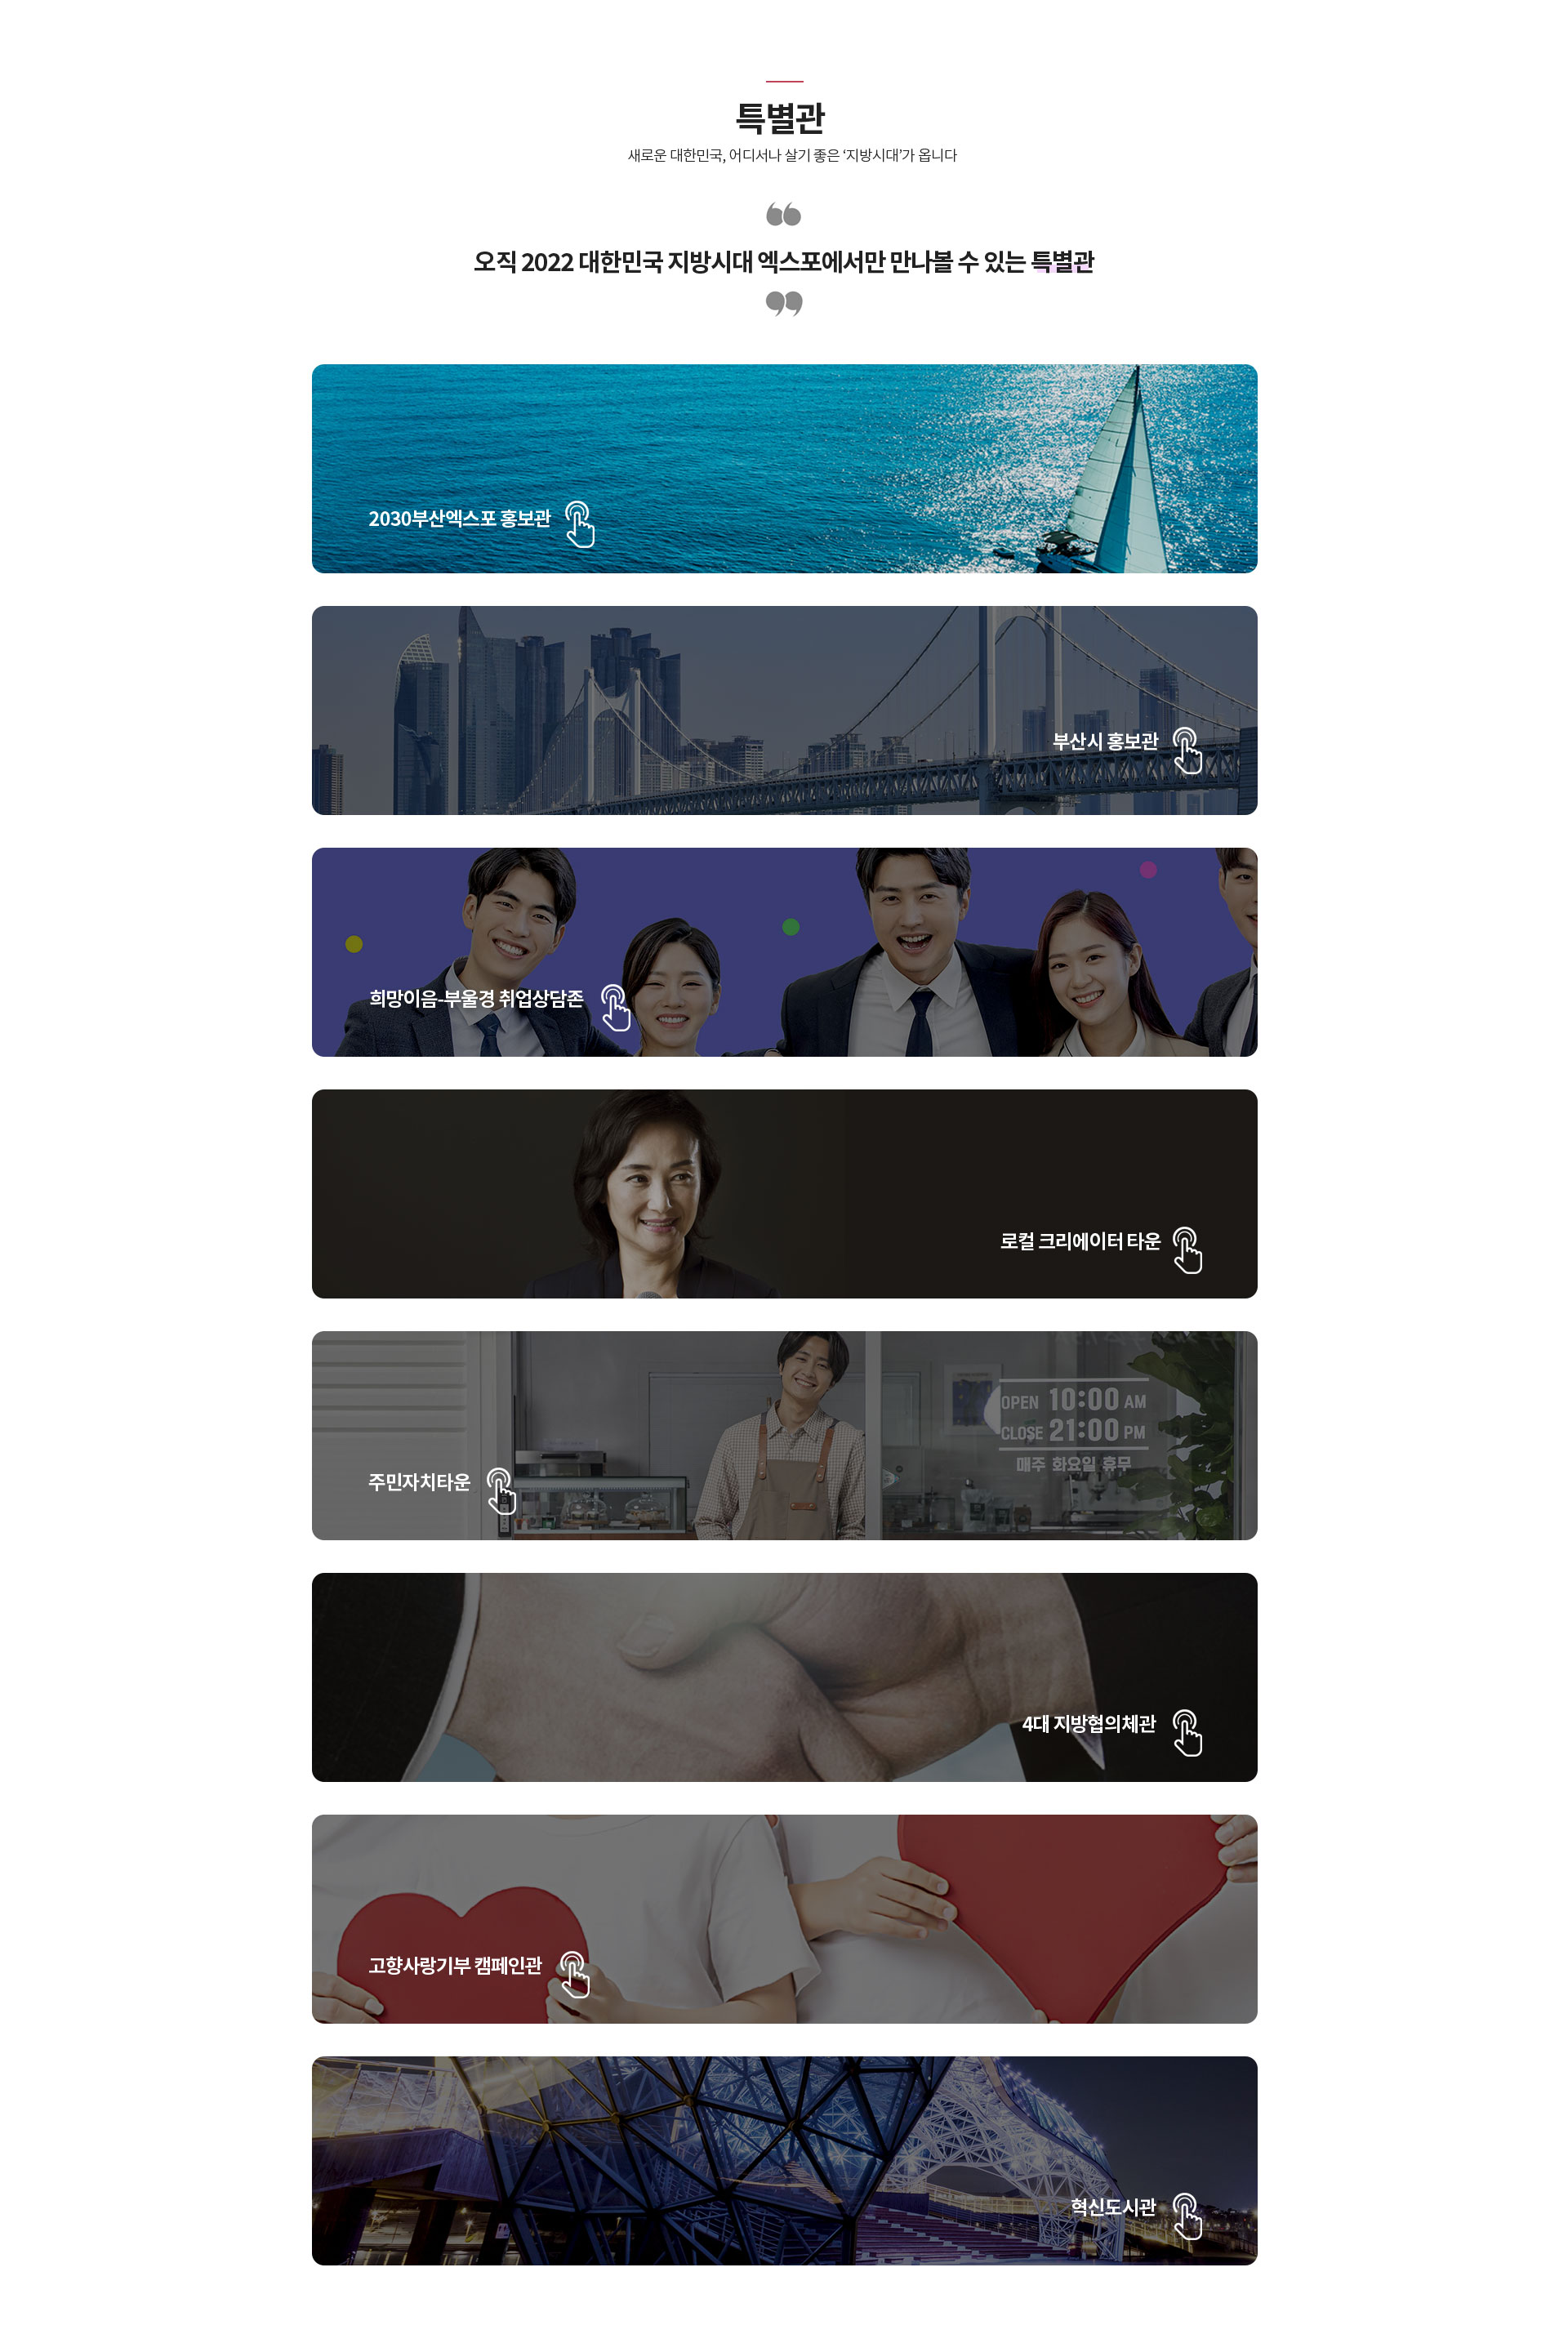 특별관
새로운 대한민국, 어디서나 살기 좋은 ‘지방시대’가 옵니다
오직 2022 대한민국 지방시대 엑스포에서만 만나볼 수 있는 특별관
2030부산엑스포 홍보관
부산시 홍보관
희망이음-부울경 취업상담존
로컬 크리에이터 타운
OPEN 10:00 AM
CLOSE 21:00 PM
매주 화요일 휴무
주민자치타운
4대 지방협의체관
고향사랑기부 캠페인관
혁신도시관